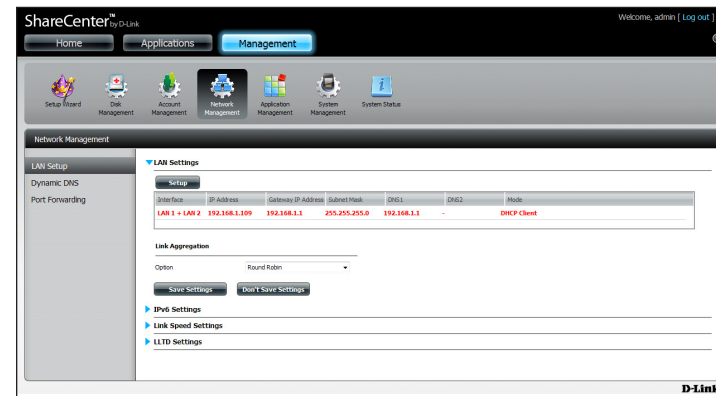 ShareCenter™ by D-Link
Welcome, admin [ Log out ]
Home Applications Management
Setup Wizard Disk Management Account Management Network Management Application Management System Management System Status
Network Management
LAN Setup
Dynamic DNS
Port Forwarding
LAN Settings
Setup
Interface IP Address Gateway IP Address Subnet Mask DNS1 DNS2 Mode
LAN 1 + LAN 2 192.168.1.109 192.168.1.1 255.255.255.0 192.168.1.1 - DHCP Client
Link Aggregation
Option Round Robin
Save Settings Don't Save Settings
IPv6 Settings
Link Speed Settings
LLTD Settings
D-Link